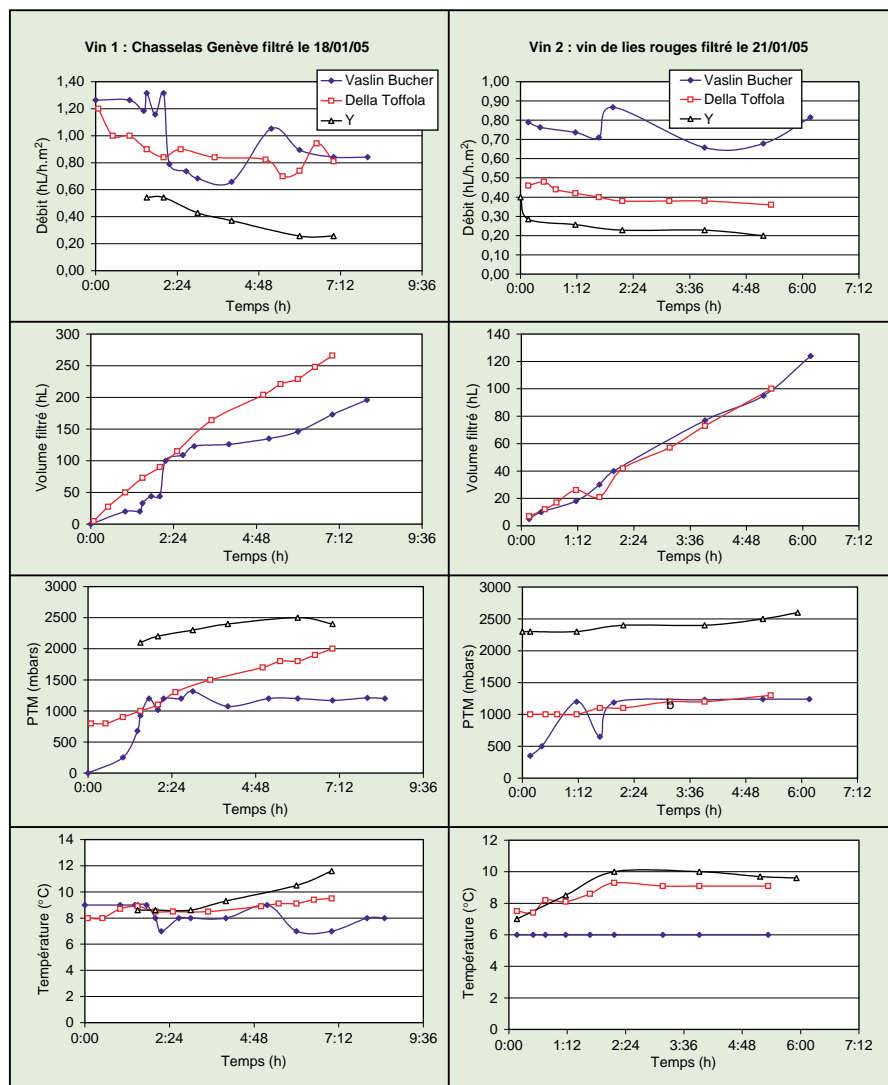 Vin 1 : Chasselas Genève filtré le 18/01/05
Vaslin Bucher
Della Toffola
Y
Débit (hL/h.m²)
1,40
1,20
1,00
0,80
0,60
0,40
0,20
0,00
0:00 2:24 4:48 7:12 9:36
Temps (h)
Vin 2 : vin de lies rouges filtré le 21/01/05
Vaslin Bucher
Della Toffola
Y
Débit (hL/h.m²)
1,00
0,90
0,80
0,70
0,60
0,50
0,40
0,30
0,20
0,10
0,00
0:00 1:12 2:24 3:36 4:48 6:00 7:12
Temps (h)
Volume filtré (hL)
300
250
200
150
100
50
0
0:00 2:24 4:48 7:12 9:36
Temps (h)
Volume filtré (hL)
140
120
100
80
60
40
20
0
0:00 1:12 2:24 3:36 4:48 6:00 7:12
Temps (h)
PTM (mbars)
3000
2500
2000
1500
1000
500
0
0:00 2:24 4:48 7:12 9:36
Temps (h)
PTM (mbars)
3000
2500
2000
1500
1000
500
0
0:00 1:12 2:24 3:36 4:48 6:00 7:12
Temps (h)
Température (°C)
14
12
10
8
6
4
2
0
0:00 2:24 4:48 7:12 9:36
Temps (h)
Température (°C)
12
10
8
6
4
2
0
0:00 1:12 2:24 3:36 4:48 6:00 7:12
Temps (h)